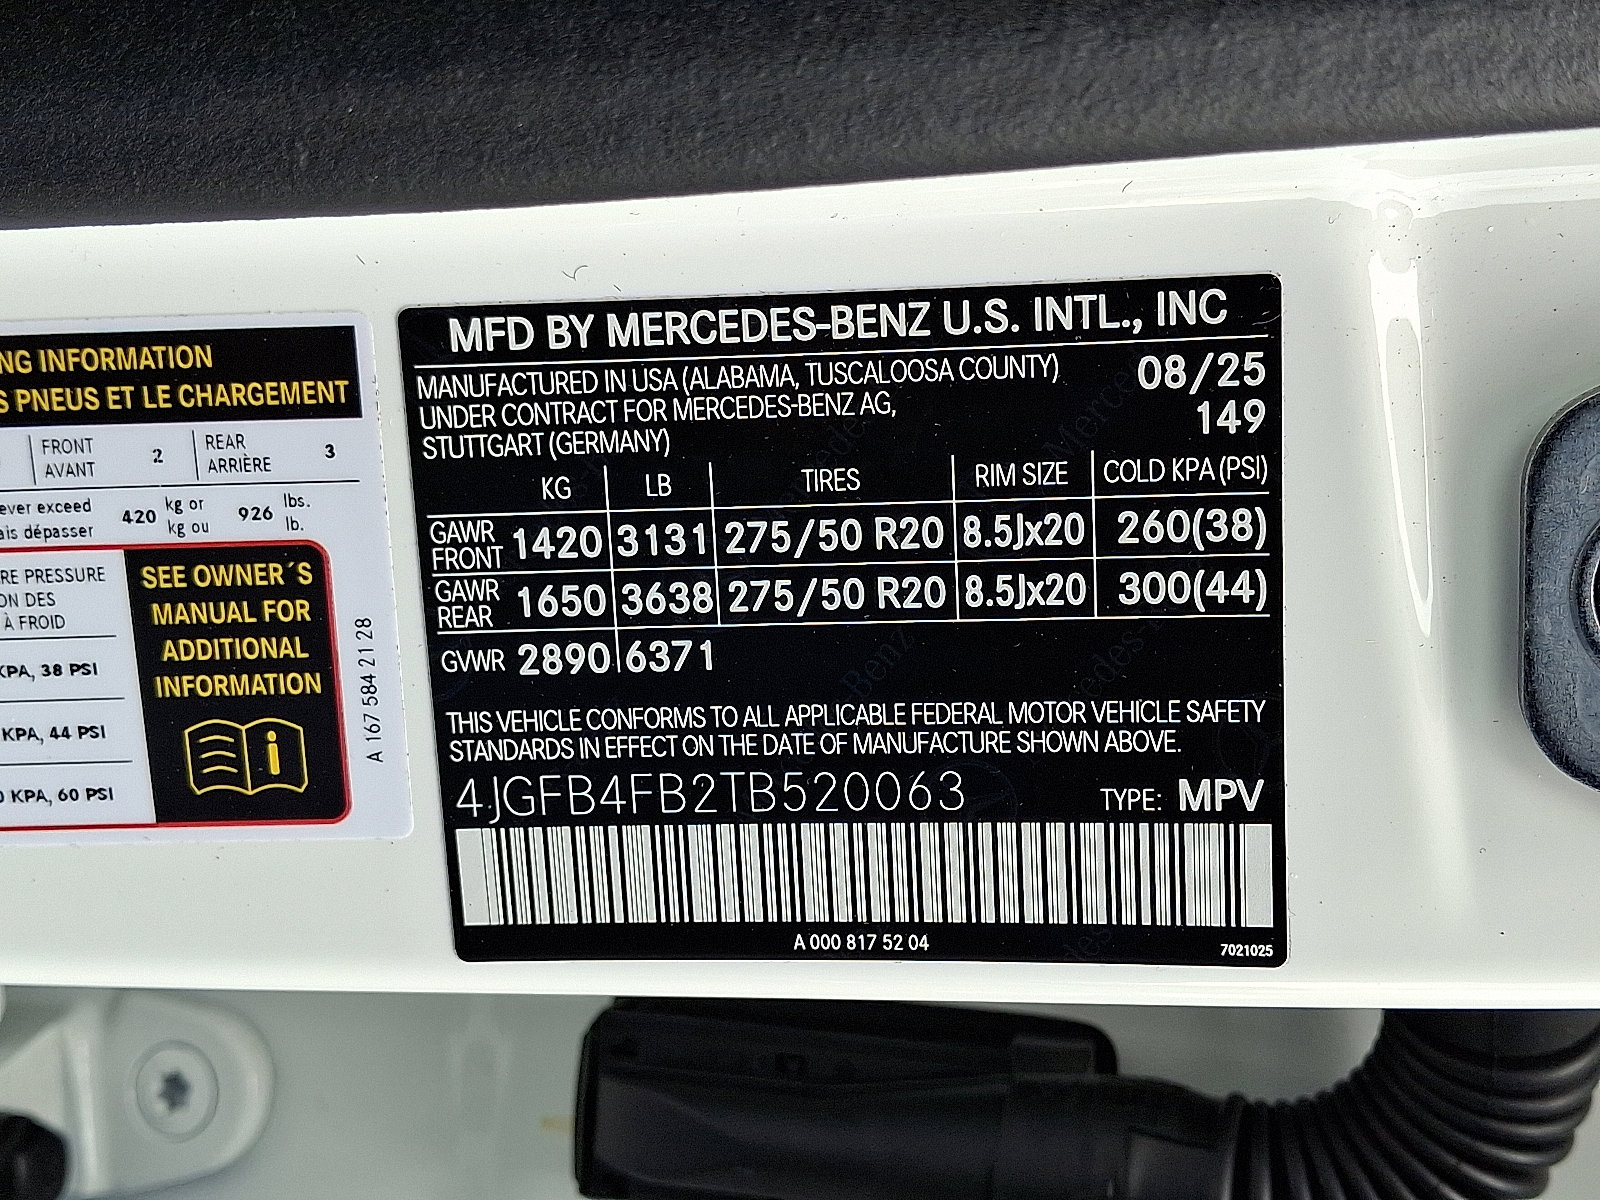 NG INFORMATION
S PNEUS ET LE CHARGEMENT
FRONT 2 REAR 3
AVANT ARRIÈRE
ever exceed 420 kg or 926 lbs.
ais dépasser kg ou lb.
RE PRESSURE
ON DES
À FROID
KPA, 38 PSI
KPA, 44 PSI
0 KPA, 60 PSI
SEE OWNER´S
MANUAL FOR
ADDITIONAL
INFORMATION
A 167 584 21 28
MFD BY MERCEDES-BENZ U.S. INTL., INC
MANUFACTURED IN USA (ALABAMA, TUSCALOOSA COUNTY) 08/25
UNDER CONTRACT FOR MERCEDES-BENZ AG, 149
STUTTGART (GERMANY)
KG LB TIRES RIM SIZE COLD KPA (PSI)
GAWR FRONT 1420 3131 275/50 R20 8.5Jx20 260(38)
GAWR REAR 1650 3638 275/50 R20 8.5Jx20 300(44)
GVWR 2890 6371
THIS VEHICLE CONFORMS TO ALL APPLICABLE FEDERAL MOTOR VEHICLE SAFETY
STANDARDS IN EFFECT ON THE DATE OF MANUFACTURE SHOWN ABOVE.
4JGFB4FB2TB520063 TYPE: MPV
A 000 817 52 04
7021025